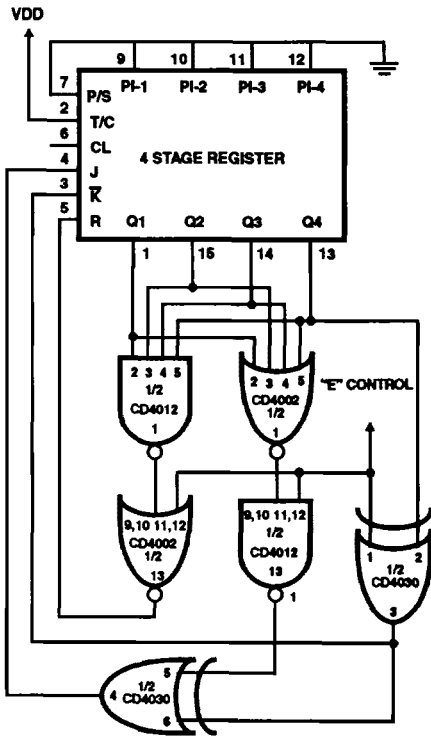 VDD
9 10 11 12
7 P/S PI-1 PI-2 PI-3 PI-4
2 T/C
6 CL
4 J 4 STAGE REGISTER
3 K̅
5 R Q1 Q2 Q3 Q4
1 15 14 13
2 3 4 5
1/2
CD4012
1
2 3 4 5
CD4002
1/2
1
"E" CONTROL
9,10 11,12
CD4002
1/2
13
9,10 11,12
1/2
CD4012
13
1
1 2
1/2
CD4030
3
4 1/2
CD4030
5
6